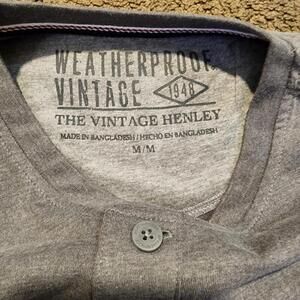 WEATHERPROOF
VINTAGE 1948
THE VINTAGE HENLEY
MADE IN BANGLADESH / HECHO EN BANGLADESH
M/M